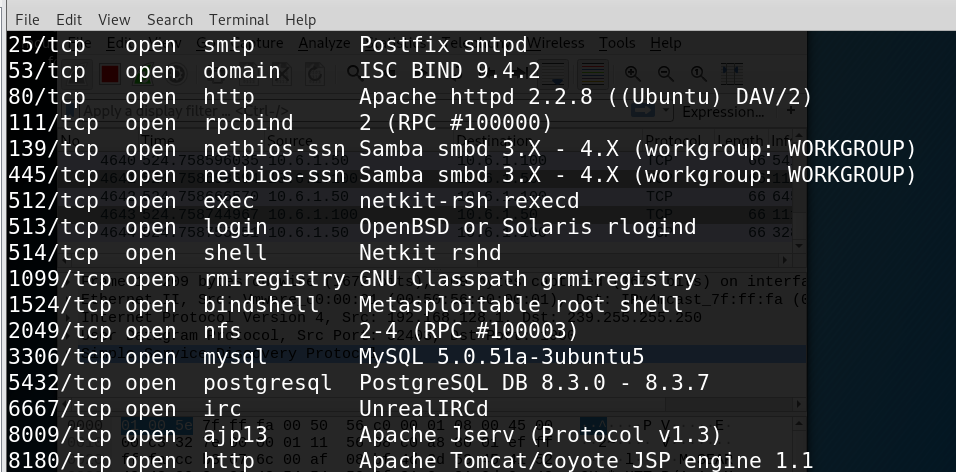 File Edit View Search Terminal Help
25/tcp open smtp Postfix smtpd
53/tcp open domain ISC BIND 9.4.2
80/tcp open http Apache httpd 2.2.8 ((Ubuntu) DAV/2)
111/tcp open rpcbind 2 (RPC #100000)
139/tcp open netbios-ssn Samba smbd 3.X - 4.X (workgroup: WORKGROUP)
445/tcp open netbios-ssn Samba smbd 3.X - 4.X (workgroup: WORKGROUP)
512/tcp open exec netkit-rsh rexecd
513/tcp open login OpenBSD or Solaris rlogind
514/tcp open shell Netkit rshd
1099/tcp open rmiregistry GNU Classpath grmiregistry
1524/tcp open bindshell Metasploitable root shell
2049/tcp open nfs 2-4 (RPC #100003)
3306/tcp open mysql MySQL 5.0.51a-3ubuntu5
5432/tcp open postgresql PostgreSQL DB 8.3.0 - 8.3.7
6667/tcp open irc UnrealIRCd
8009/tcp open ajp13 Apache Jserv (Protocol v1.3)
8180/tcp open http Apache Tomcat/Coyote JSP engine 1.1